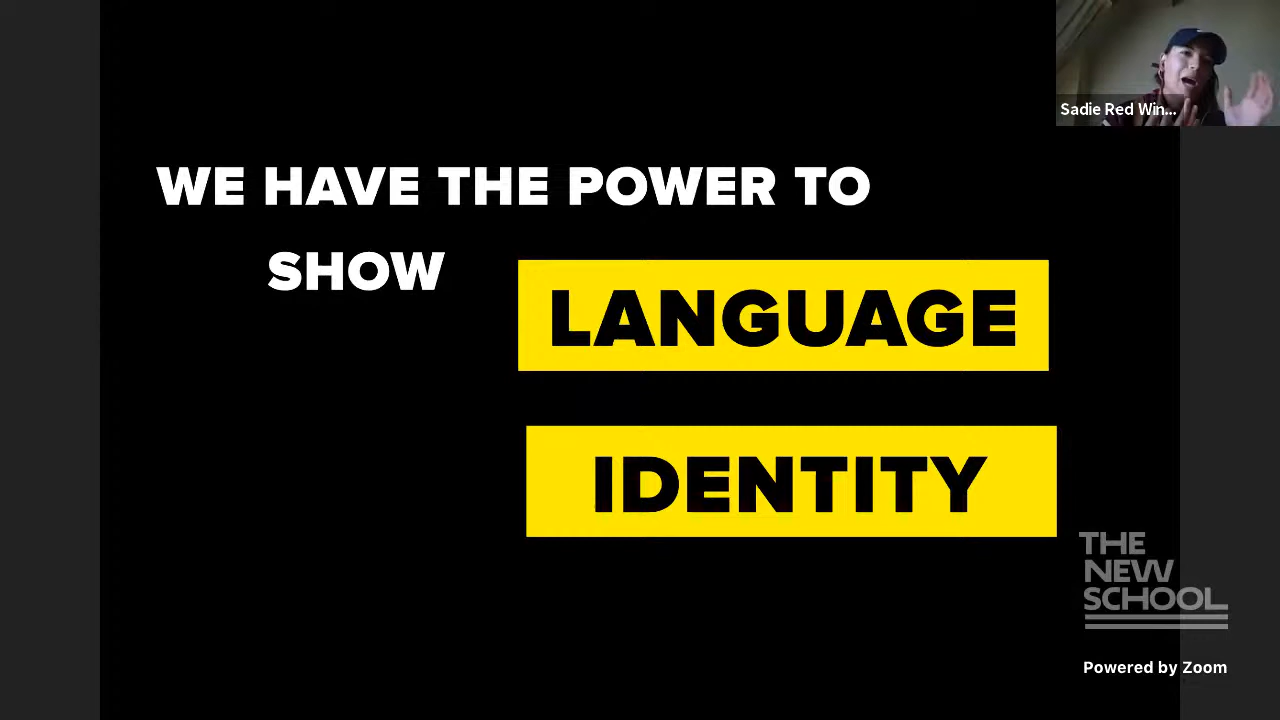 Sadie Red Win...
WE HAVE THE POWER TO
SHOW
LANGUAGE
IDENTITY
THE
NEW
SCHOOL
Powered by Zoom